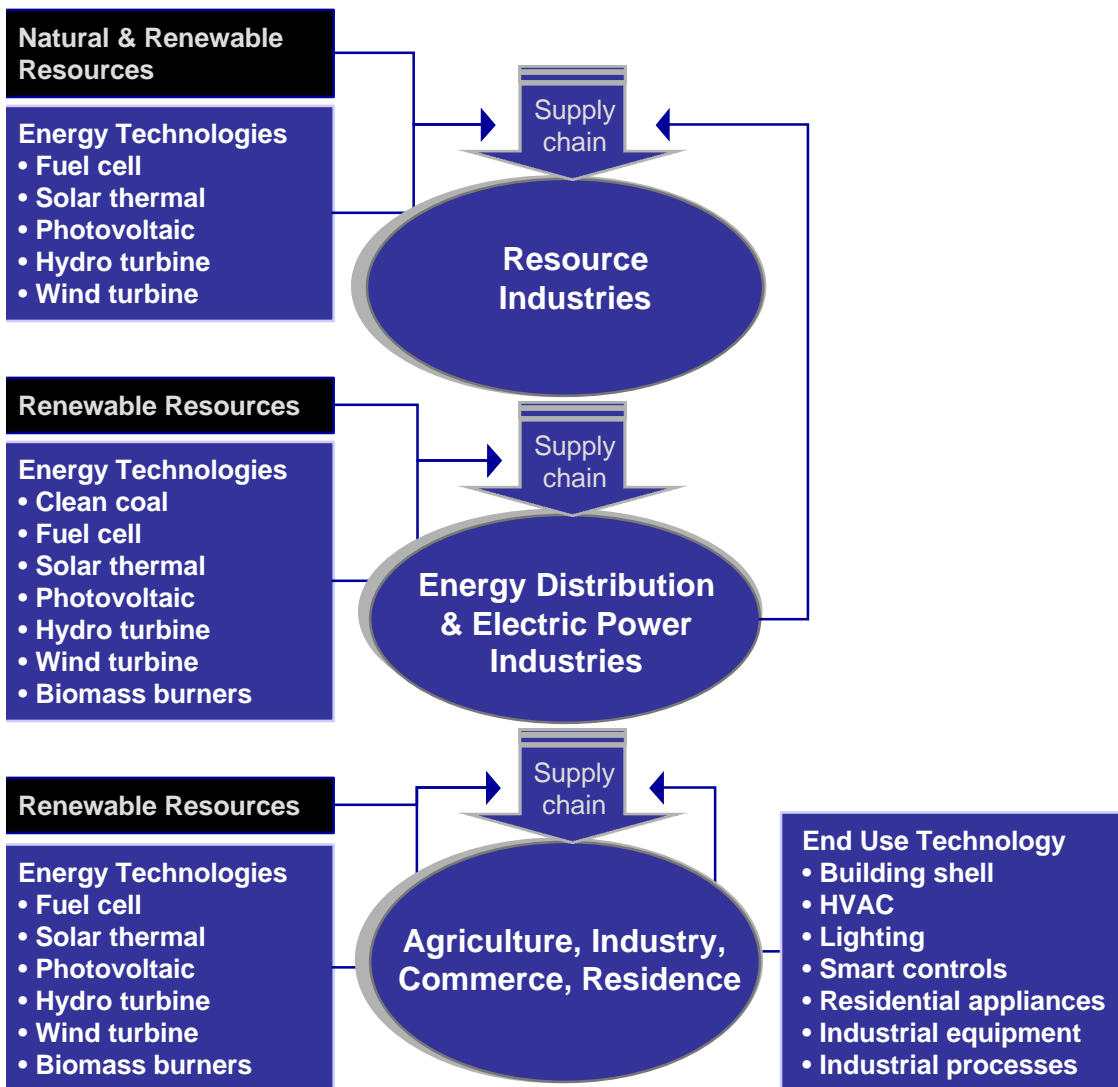 Natural & Renewable
Resources
Energy Technologies
• Fuel cell
• Solar thermal
• Photovoltaic
• Hydro turbine
• Wind turbine
Supply
chain
Resource
Industries
Renewable Resources
Energy Technologies
• Clean coal
• Fuel cell
• Solar thermal
• Photovoltaic
• Hydro turbine
• Wind turbine
• Biomass burners
Supply
chain
Energy Distribution
& Electric Power
Industries
Renewable Resources
Energy Technologies
• Fuel cell
• Solar thermal
• Photovoltaic
• Hydro turbine
• Wind turbine
• Biomass burners
Supply
chain
Agriculture, Industry,
Commerce, Residence
End Use Technology
• Building shell
• HVAC
• Lighting
• Smart controls
• Residential appliances
• Industrial equipment
• Industrial processes